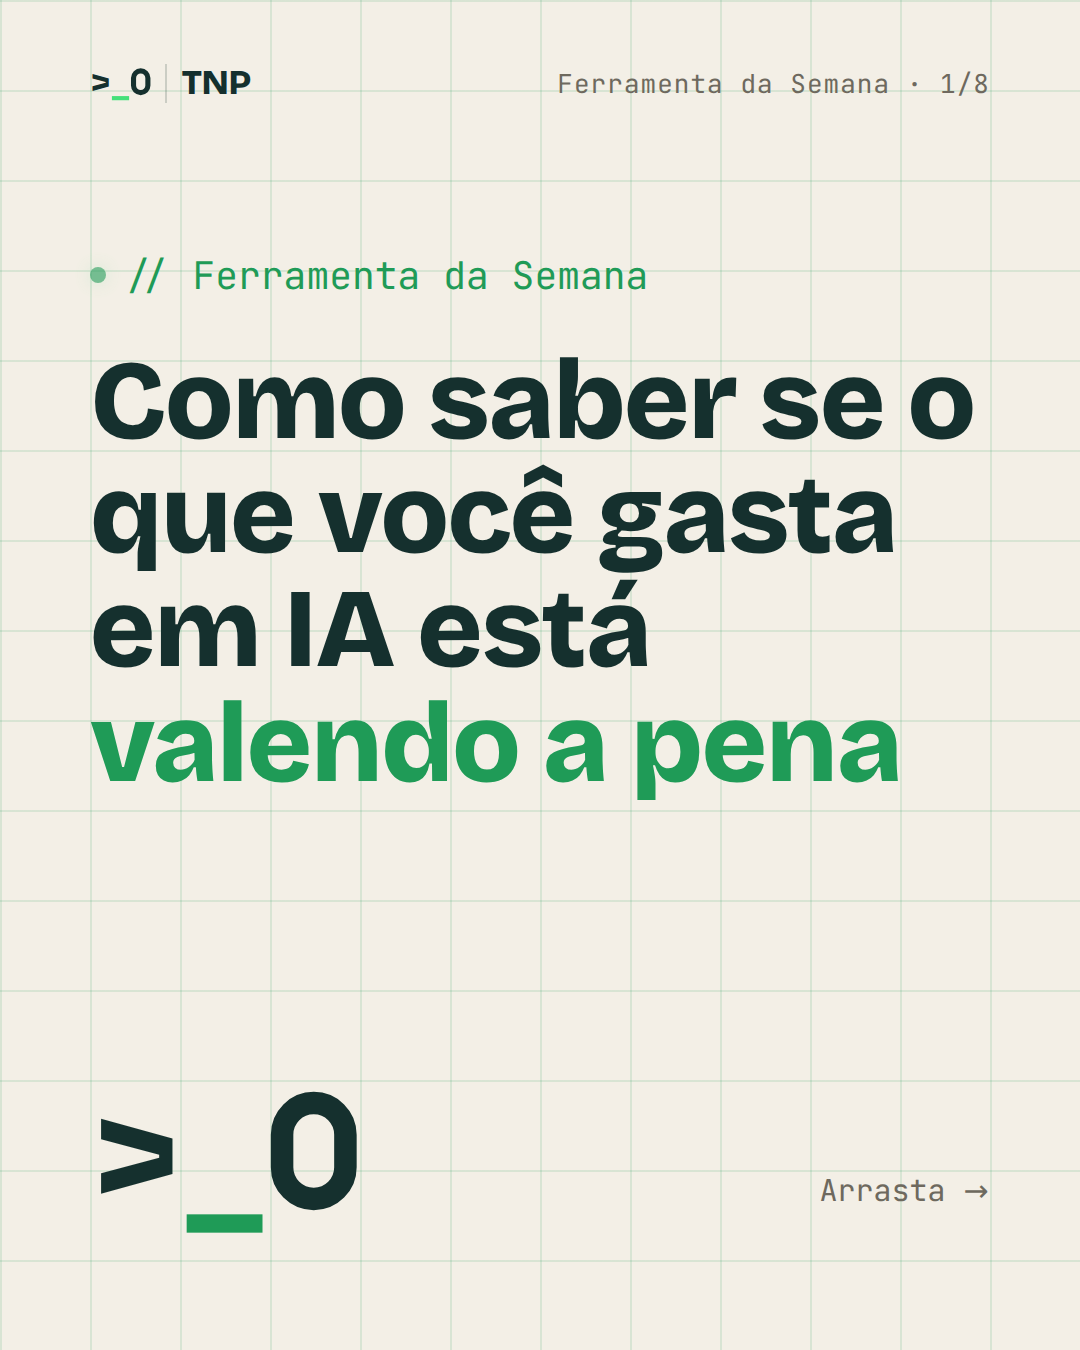 >_0 | TNP
Ferramenta da Semana · 1/8
// Ferramenta da Semana
Como saber se o
que você gasta
em IA está
valendo a pena
>_0
Arrasta →